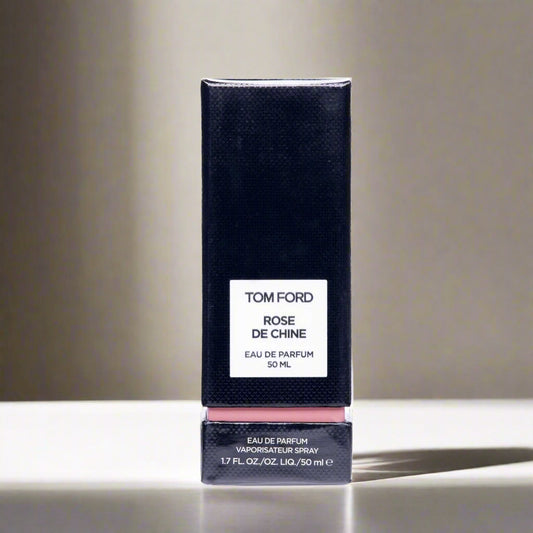 TOM FORD
ROSE
DE CHINE
EAU DE PARFUM
50 ML
EAU DE PARFUM
VAPORISATEUR SPRAY
1.7 FL. OZ./OZ. LIQ./50 ml ℮